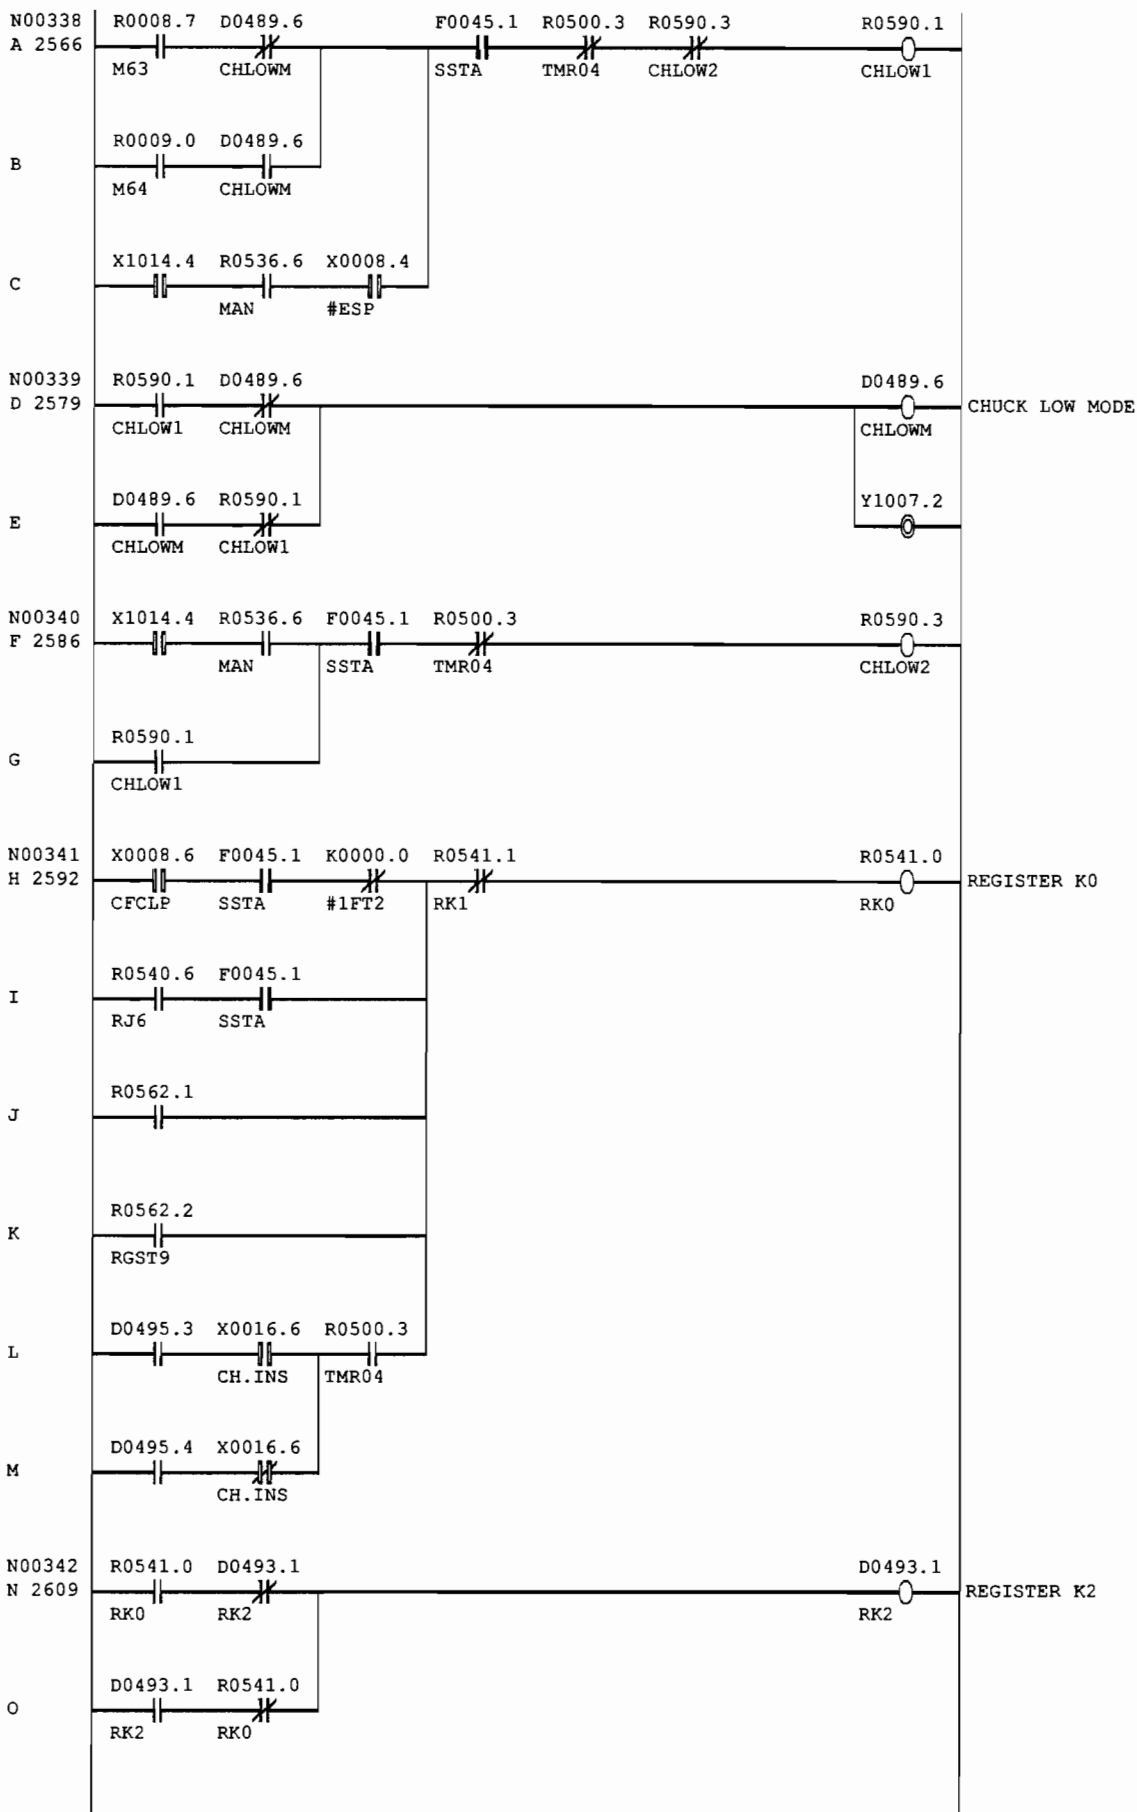 N00338 R0008.7 D0489.6 F0045.1 R0500.3 R0590.3 R0590.1
A 2566
M63 CHLOWM SSTA TMR04 CHLOW2 CHLOW1
R0009.0 D0489.6
B
M64 CHLOWM
X1014.4 R0536.6 X0008.4
C
MAN #ESP
N00339 R0590.1 D0489.6 D0489.6
D 2579 CHUCK LOW MODE
CHLOW1 CHLOWM CHLOWM
D0489.6 R0590.1 Y1007.2
E
CHLOWM CHLOW1
N00340 X1014.4 R0536.6 F0045.1 R0500.3 R0590.3
F 2586
MAN SSTA TMR04 CHLOW2
R0590.1
G
CHLOW1
N00341 X0008.6 F0045.1 K0000.0 R0541.1 R0541.0
H 2592 REGISTER K0
CFCLP SSTA #1FT2 RK1 RK0
R0540.6 F0045.1
I
RJ6 SSTA
R0562.1
J
R0562.2
K
RGST9
D0495.3 X0016.6 R0500.3
L
CH.INS TMR04
D0495.4 X0016.6
M
CH.INS
N00342 R0541.0 D0493.1 D0493.1
N 2609 REGISTER K2
RK0 RK2 RK2
D0493.1 R0541.0
O
RK2 RK0